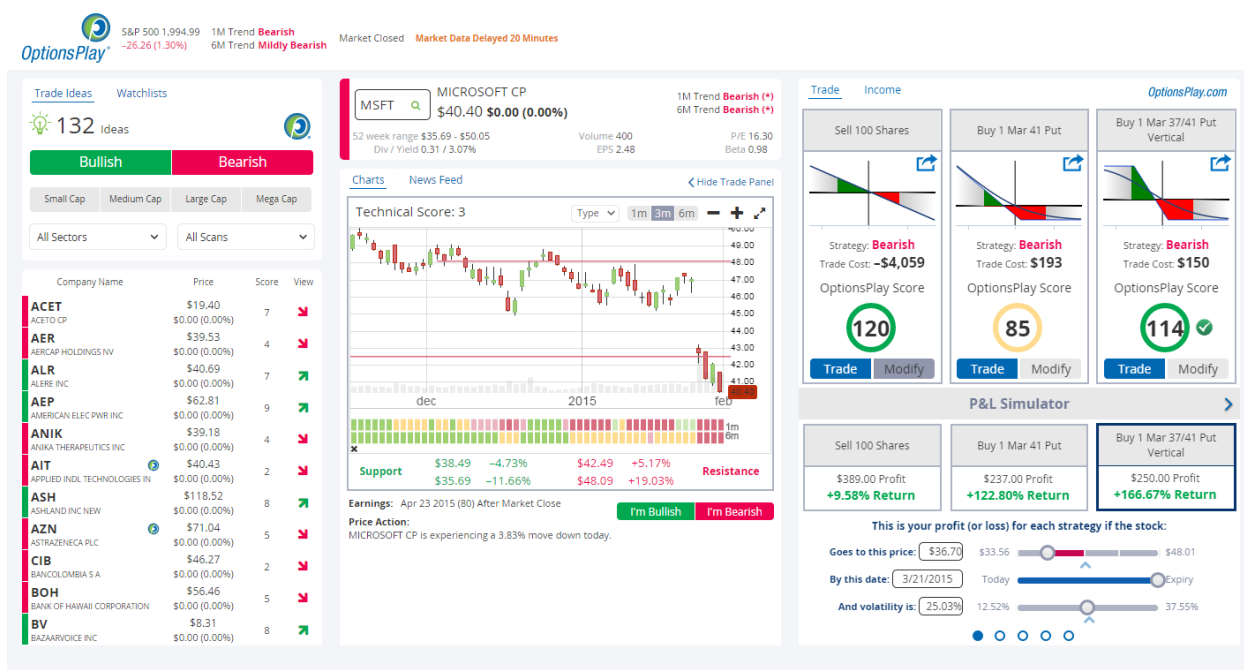 OptionsPlay
S&P 500 1,994.99 1M Trend Bearish
–26.26 (1.30%) 6M Trend Mildly Bearish
Market Closed Market Data Delayed 20 Minutes
Trade Ideas Watchlists
132 Ideas
Bullish Bearish
Small Cap Medium Cap Large Cap Mega Cap
All Sectors All Scans
Company Name Price Score View
ACET $19.40
ACETO CP $0.00 (0.00%) 7
AER $39.53
AERCAP HOLDINGS NV $0.00 (0.00%) 4
ALR $40.69
ALERE INC $0.00 (0.00%) 7
AEP $62.81
AMERICAN ELEC PWR INC $0.00 (0.00%) 9
ANIK $39.18
ANIKA THERAPEUTICS INC $0.00 (0.00%) 4
AIT $40.43
APPLIED INDL TECHNOLOGIES IN $0.00 (0.00%) 2
ASH $118.52
ASHLAND INC NEW $0.00 (0.00%) 8
AZN $71.04
ASTRAZENECA PLC $0.00 (0.00%) 5
CIB $46.27
BANCOLOMBIA S A $0.00 (0.00%) 2
BOH $56.46
BANK OF HAWAII CORPORATION $0.00 (0.00%) 5
BV $8.31
BAZAARVOICE INC $0.00 (0.00%) 8
MSFT
MICROSOFT CP
$40.40 $0.00 (0.00%)
1M Trend Bearish (*)
6M Trend Bearish (*)
52 week range $35.69 - $50.05 Volume 400 P/E 16.30
Div / Yield 0.31 / 3.07% EPS 2.48 Beta 0.98
Charts News Feed Hide Trade Panel
Technical Score: 3 Type 1m 3m 6m
49.00
48.00
47.00
46.00
45.00
44.00
43.00
42.00
41.00
40.40
dec 2015 feb
1m
6m
Support $38.49 –4.73% $42.49 +5.17% Resistance
$35.69 –11.66% $48.09 +19.03%
Earnings: Apr 23 2015 (80) After Market Close
I'm Bullish I'm Bearish
Price Action:
MICROSOFT CP is experiencing a 3.83% move down today.
Trade Income OptionsPlay.com
Sell 100 Shares
Strategy: Bearish
Trade Cost: –$4,059
OptionsPlay Score
120
Trade Modify
Buy 1 Mar 41 Put
Strategy: Bearish
Trade Cost: $193
OptionsPlay Score
85
Trade Modify
Buy 1 Mar 37/41 Put
Vertical
Strategy: Bearish
Trade Cost: $150
OptionsPlay Score
114
Trade Modify
P&L Simulator
Sell 100 Shares
$389.00 Profit
+9.58% Return
Buy 1 Mar 41 Put
$237.00 Profit
+122.80% Return
Buy 1 Mar 37/41 Put
Vertical
$250.00 Profit
+166.67% Return
This is your profit (or loss) for each strategy if the stock:
Goes to this price: $36.70 $33.56 $48.01
By this date: 3/21/2015 Today Expiry
And volatility is: 25.03% 12.52% 37.55%